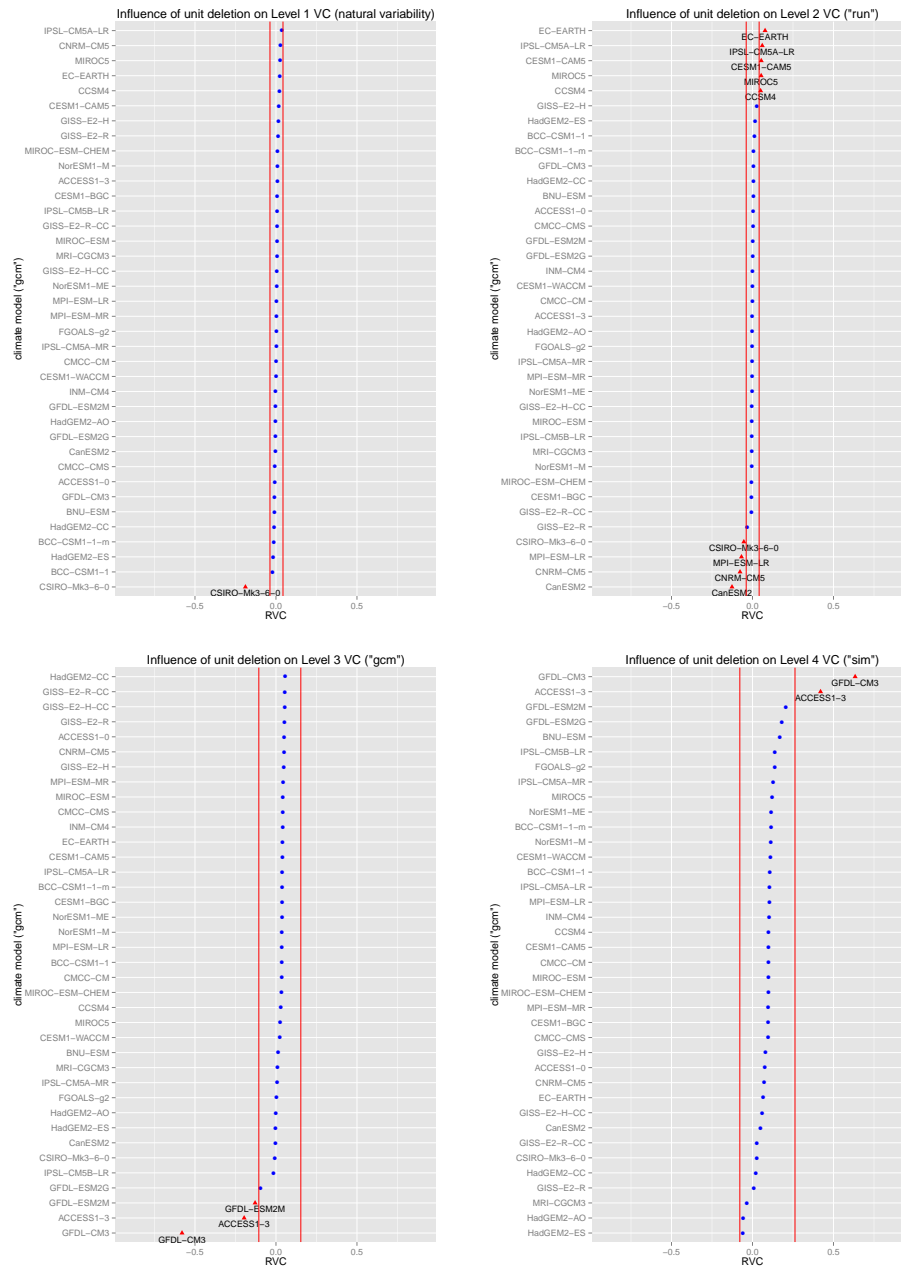 Influence of unit deletion on Level 1 VC (natural variability)
climate model ("gcm")
IPSL−CM5A−LR
CNRM−CM5
MIROC5
EC−EARTH
CCSM4
CESM1−CAM5
GISS−E2−H
GISS−E2−R
MIROC−ESM−CHEM
NorESM1−M
ACCESS1−3
CESM1−BGC
IPSL−CM5B−LR
GISS−E2−R−CC
MIROC−ESM
MRI−CGCM3
GISS−E2−H−CC
NorESM1−ME
MPI−ESM−LR
MPI−ESM−MR
FGOALS−g2
IPSL−CM5A−MR
CMCC−CM
CESM1−WACCM
INM−CM4
GFDL−ESM2M
HadGEM2−AO
GFDL−ESM2G
CanESM2
CMCC−CMS
ACCESS1−0
GFDL−CM3
BNU−ESM
HadGEM2−CC
BCC−CSM1−1−m
HadGEM2−ES
BCC−CSM1−1
CSIRO−Mk3−6−0
CSIRO−Mk3−6−0
−0.5 0.0 0.5
RVC
Influence of unit deletion on Level 2 VC ("run")
climate model ("gcm")
EC−EARTH
EC−EARTH
IPSL−CM5A−LR
IPSL−CM5A−LR
CESM1−CAM5
CESM1−CAM5
MIROC5
MIROC5
CCSM4
CCSM4
GISS−E2−H
HadGEM2−ES
BCC−CSM1−1
BCC−CSM1−1−m
GFDL−CM3
HadGEM2−CC
BNU−ESM
ACCESS1−0
CMCC−CMS
GFDL−ESM2M
GFDL−ESM2G
INM−CM4
CESM1−WACCM
CMCC−CM
ACCESS1−3
HadGEM2−AO
FGOALS−g2
IPSL−CM5A−MR
MPI−ESM−MR
NorESM1−ME
GISS−E2−H−CC
MIROC−ESM
IPSL−CM5B−LR
MRI−CGCM3
NorESM1−M
MIROC−ESM−CHEM
CESM1−BGC
GISS−E2−R−CC
GISS−E2−R
CSIRO−Mk3−6−0
CSIRO−Mk3−6−0
MPI−ESM−LR
MPI−ESM−LR
CNRM−CM5
CNRM−CM5
CanESM2
CanESM2
−0.5 0.0 0.5
RVC
Influence of unit deletion on Level 3 VC ("gcm")
climate model ("gcm")
HadGEM2−CC
GISS−E2−R−CC
GISS−E2−H−CC
GISS−E2−R
ACCESS1−0
CNRM−CM5
GISS−E2−H
MPI−ESM−MR
MIROC−ESM
CMCC−CMS
INM−CM4
EC−EARTH
CESM1−CAM5
IPSL−CM5A−LR
BCC−CSM1−1−m
CESM1−BGC
NorESM1−ME
NorESM1−M
MPI−ESM−LR
BCC−CSM1−1
CMCC−CM
MIROC−ESM−CHEM
CCSM4
MIROC5
CESM1−WACCM
BNU−ESM
MRI−CGCM3
IPSL−CM5A−MR
FGOALS−g2
HadGEM2−AO
HadGEM2−ES
CanESM2
CSIRO−Mk3−6−0
IPSL−CM5B−LR
GFDL−ESM2G
GFDL−ESM2M
GFDL−ESM2M
ACCESS1−3
ACCESS1−3
GFDL−CM3
GFDL−CM3
−0.5 0.0 0.5
RVC
Influence of unit deletion on Level 4 VC ("sim")
climate model ("gcm")
GFDL−CM3
GFDL−CM3
ACCESS1−3
ACCESS1−3
GFDL−ESM2M
GFDL−ESM2G
BNU−ESM
IPSL−CM5B−LR
FGOALS−g2
IPSL−CM5A−MR
MIROC5
NorESM1−ME
BCC−CSM1−1−m
NorESM1−M
CESM1−WACCM
BCC−CSM1−1
IPSL−CM5A−LR
MPI−ESM−LR
INM−CM4
CCSM4
CESM1−CAM5
CMCC−CM
MIROC−ESM
MIROC−ESM−CHEM
MPI−ESM−MR
CESM1−BGC
CMCC−CMS
GISS−E2−H
ACCESS1−0
CNRM−CM5
EC−EARTH
GISS−E2−H−CC
CanESM2
GISS−E2−R−CC
CSIRO−Mk3−6−0
HadGEM2−CC
GISS−E2−R
MRI−CGCM3
HadGEM2−AO
HadGEM2−ES
−0.5 0.0 0.5
RVC